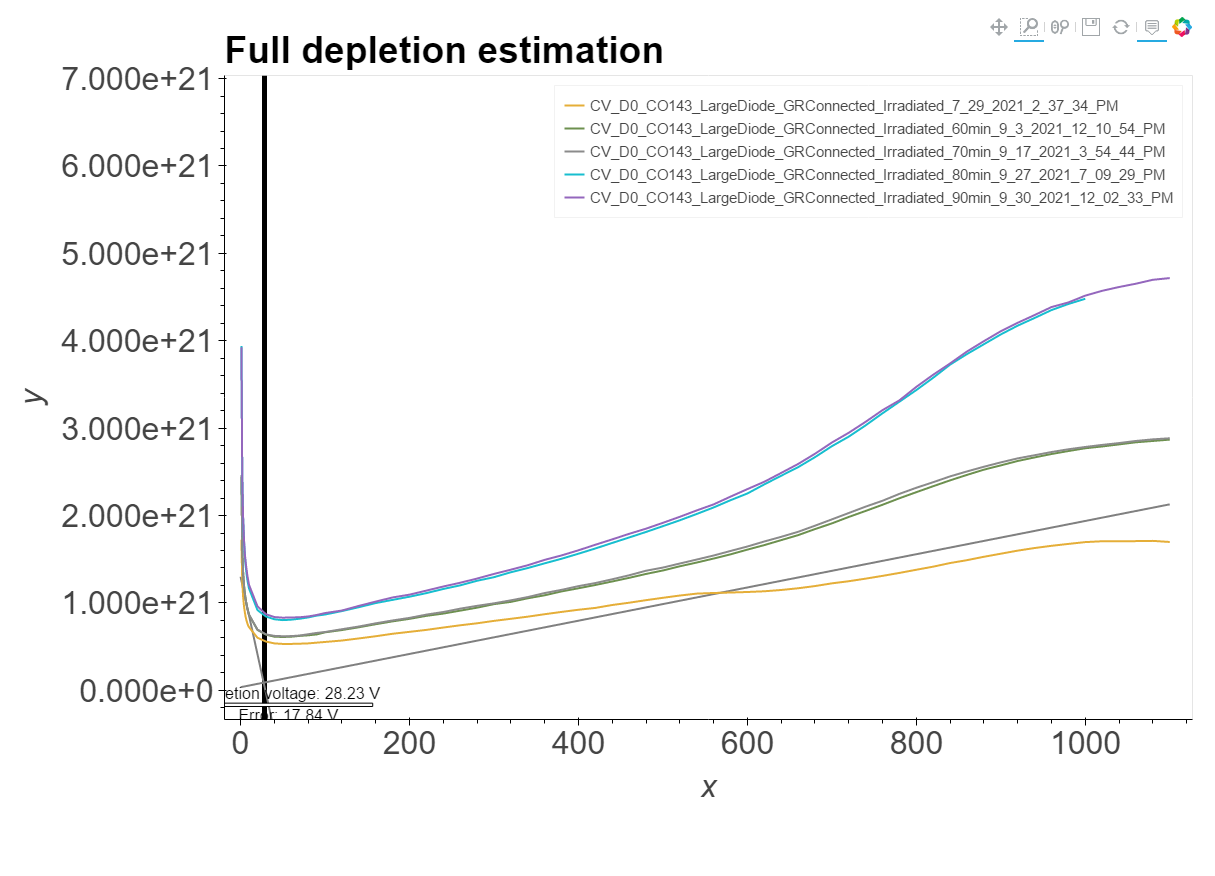 Full depletion estimation
7.000e+21
6.000e+21
5.000e+21
4.000e+21
3.000e+21
2.000e+21
1.000e+21
0.000e+0
y
CV_D0_CO143_LargeDiode_GRConnected_Irradiated_7_29_2021_2_37_34_PM
CV_D0_CO143_LargeDiode_GRConnected_Irradiated_60min_9_3_2021_12_10_54_PM
CV_D0_CO143_LargeDiode_GRConnected_Irradiated_70min_9_17_2021_3_54_44_PM
CV_D0_CO143_LargeDiode_GRConnected_Irradiated_80min_9_27_2021_7_09_29_PM
CV_D0_CO143_LargeDiode_GRConnected_Irradiated_90min_9_30_2021_12_02_33_PM
etion voltage: 28.23 V
Error: 17.84 V
0 200 400 600 800 1000
x